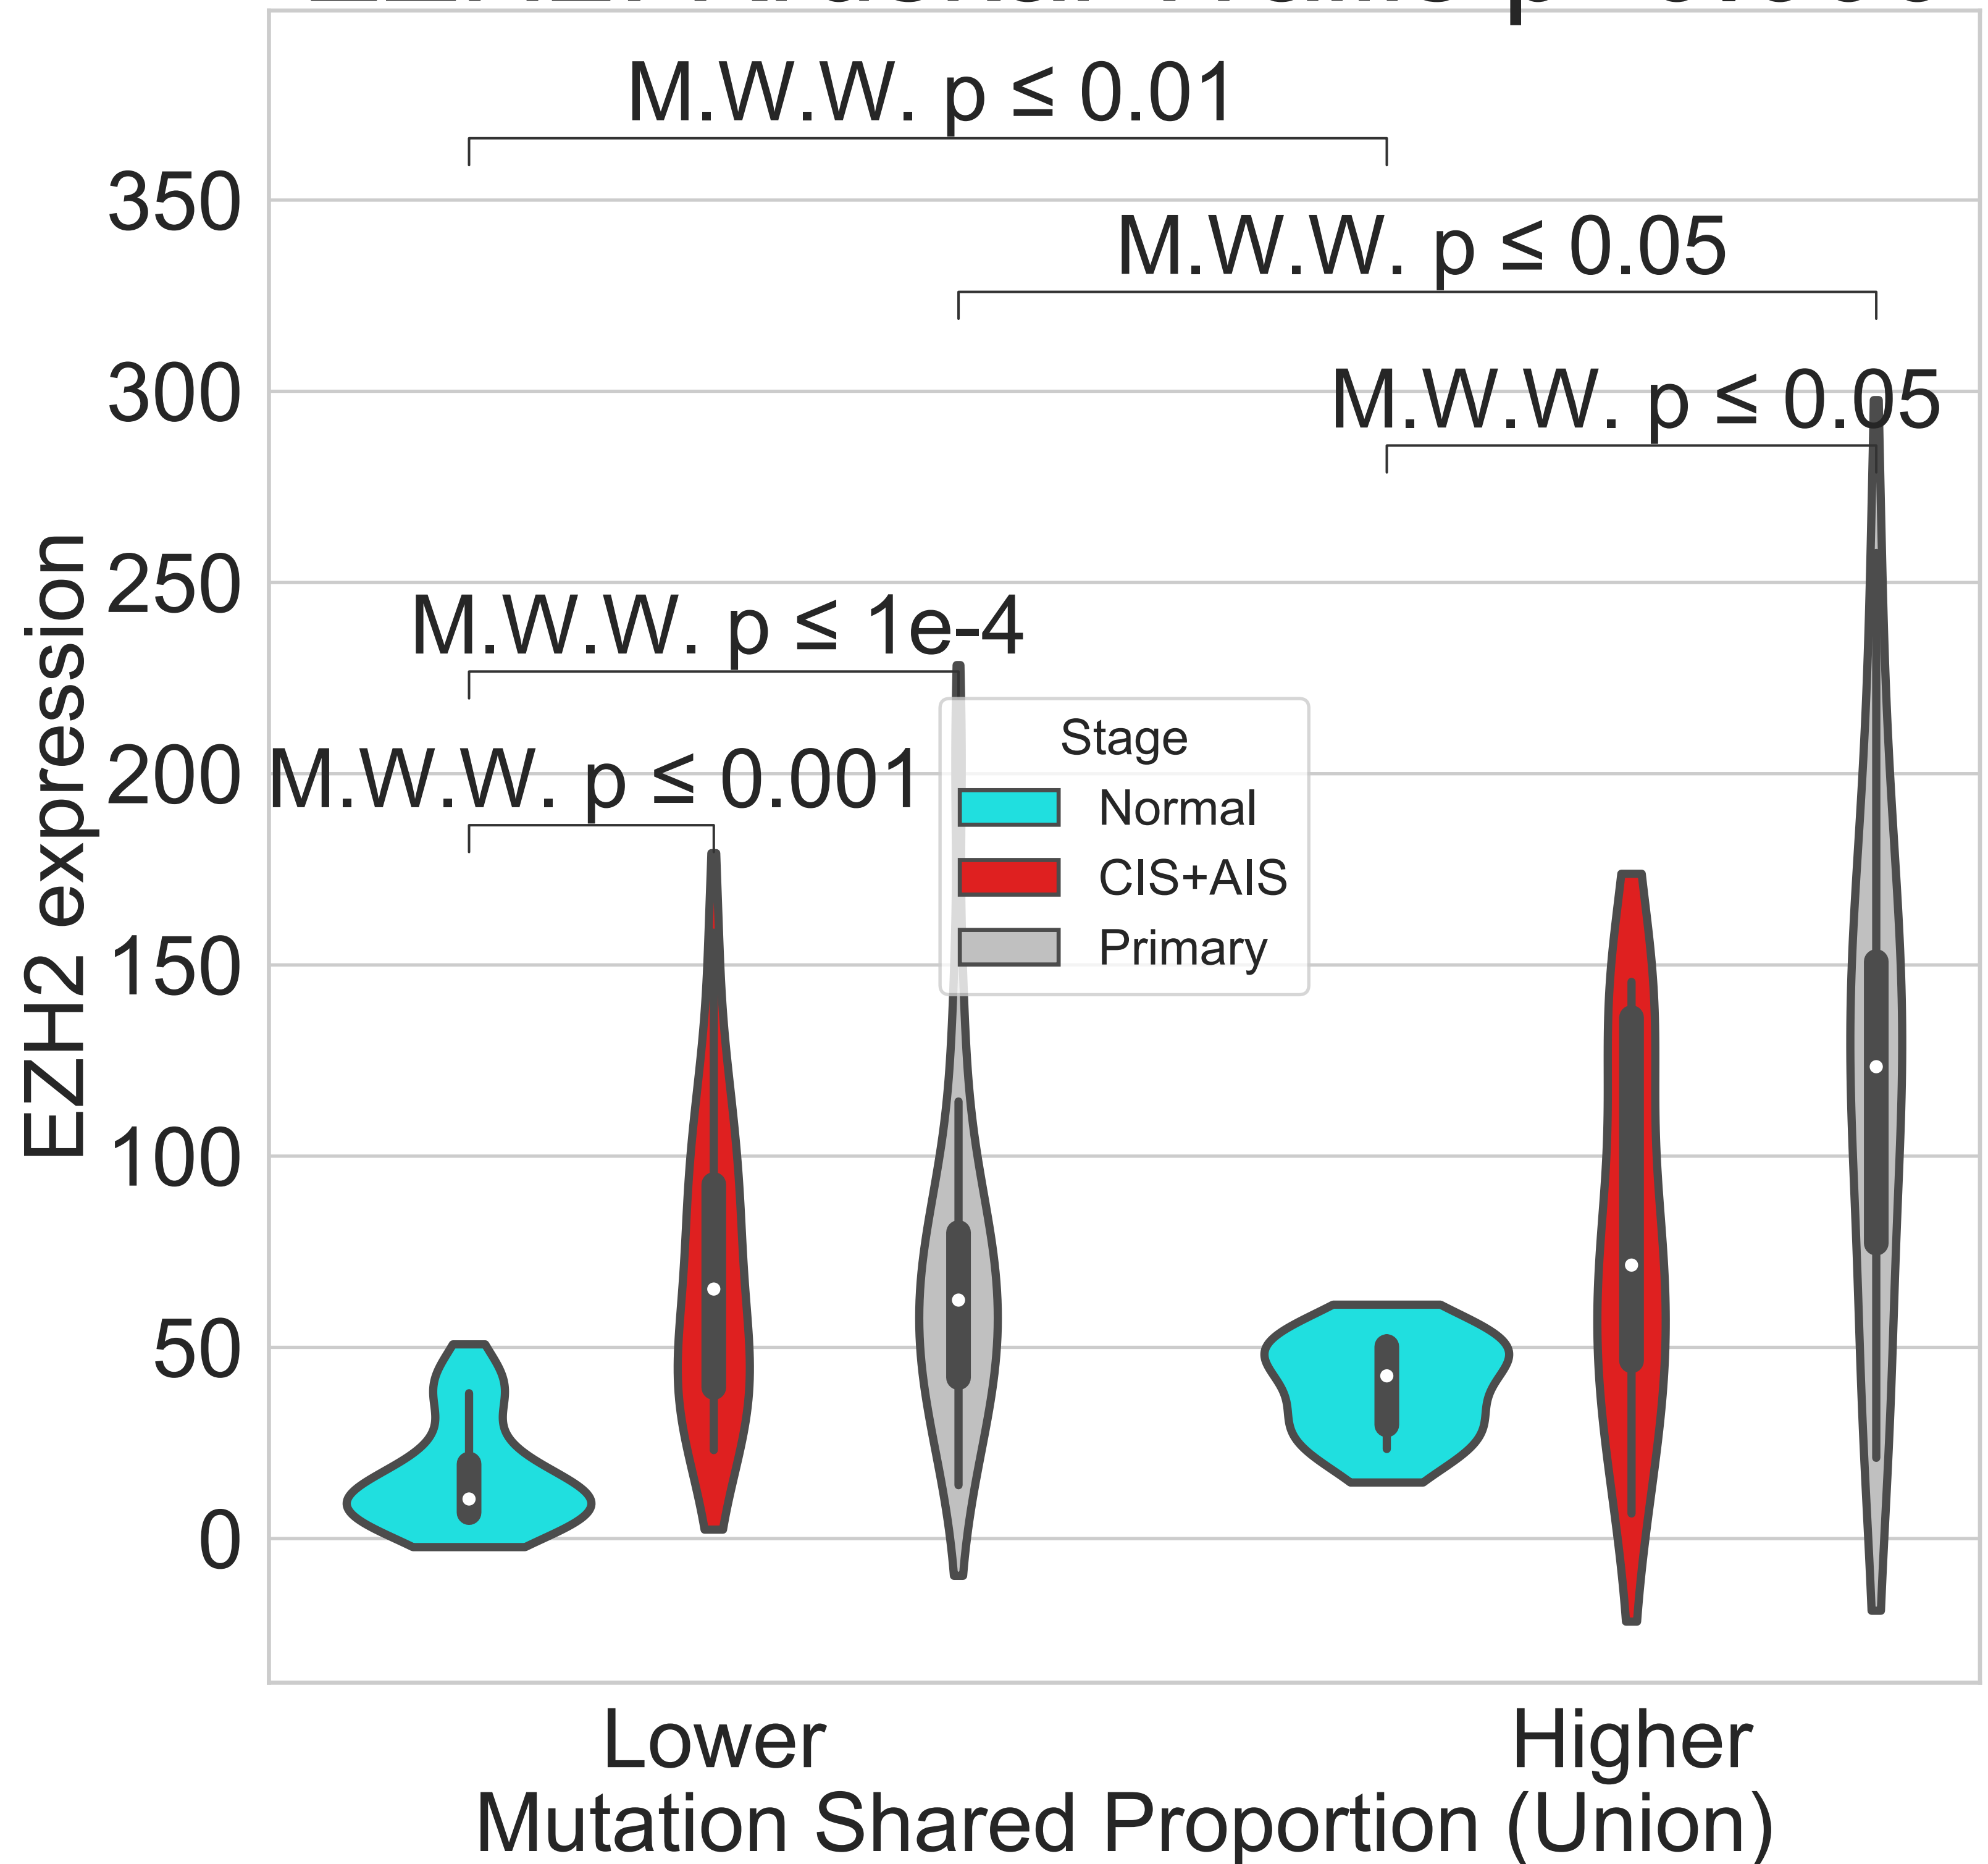 M.W.W. p ≤ 0.01
350
M.W.W. p ≤ 0.05
300
M.W.W. p ≤ 0.05
250
M.W.W. p ≤ 1e-4
Stage
200
M.W.W. p ≤ 0.001
Normal
CIS+AIS
Primary
150
100
50
0
EZH2 expression
Lower
Higher
Mutation Shared Proportion (Union)